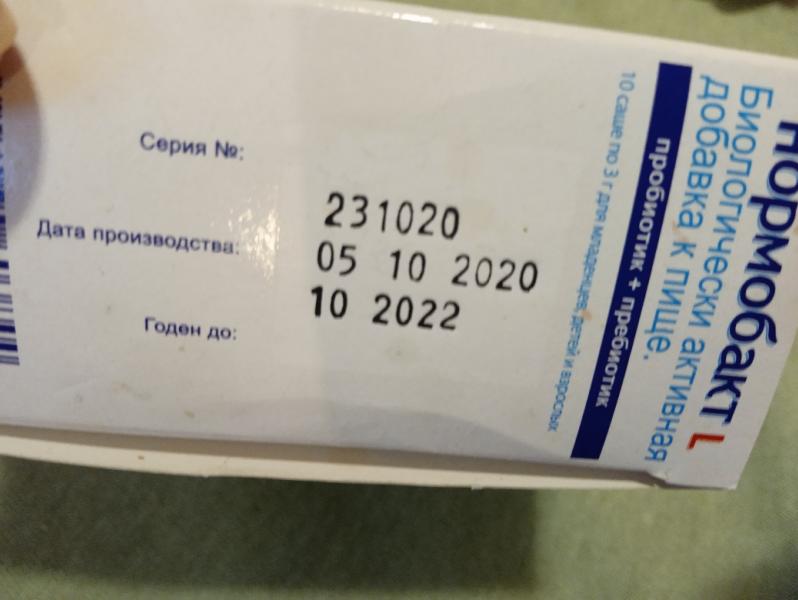 Серия №:
231020
Дата производства:
05 10 2020
Годен до:
10 2022
Нормобакт L
Биологически активная
добавка к пище.
пробиотик + пребиотик
10 саше по 3 г для младенцев, детей и взрослых